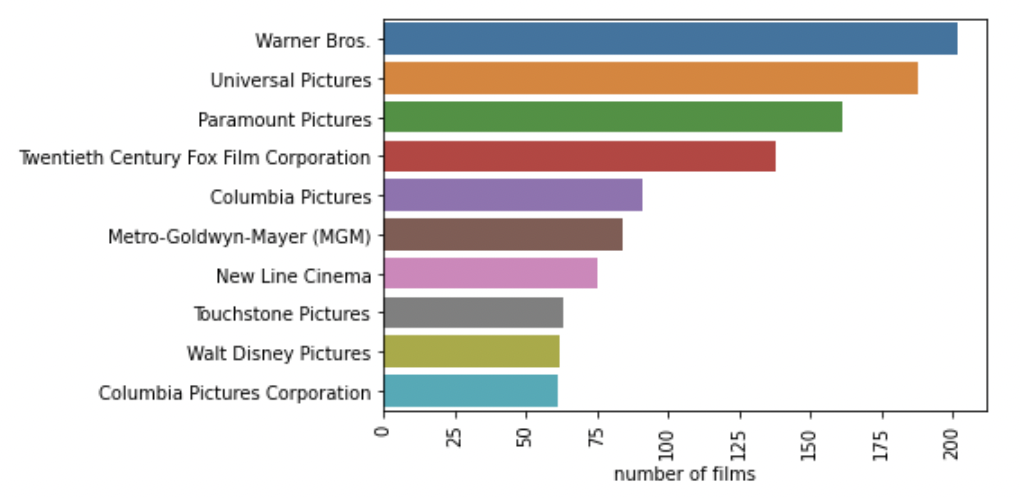 Warner Bros.
Universal Pictures
Paramount Pictures
Twentieth Century Fox Film Corporation
Columbia Pictures
Metro-Goldwyn-Mayer (MGM)
New Line Cinema
Touchstone Pictures
Walt Disney Pictures
Columbia Pictures Corporation
0 25 50 75 100 125 150 175 200
number of films